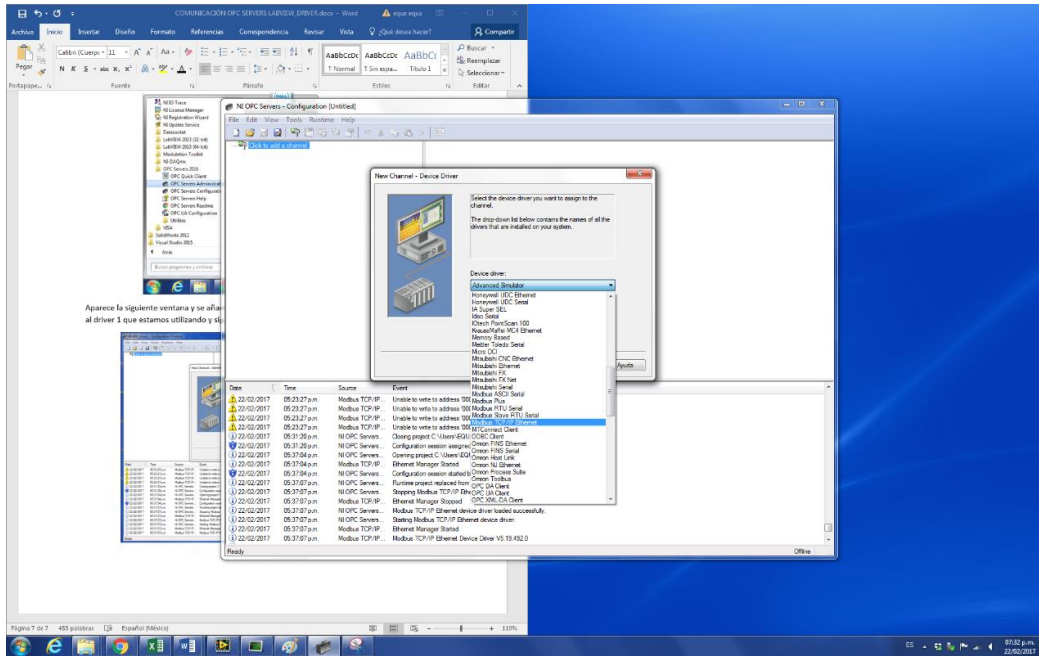 COMUNICACIÓN OPC SERVERS LABVIEW_DRIVER.docx - Word
equs equs
Archivo Inicio Insertar Diseño Formato Referencias Correspondencia Revisar Vista ¿Qué desea hacer? Compartir
Calibri (Cuerpo 11
Pegar
N K S abc x, x²
AaBbCcDc AaBbCcDc AaBbCc
¶ Normal ¶ Sin espa... Título 1
Buscar
Reemplazar
Seleccionar
Portapape... Fuente Párrafo Estilos Editar
NI IO Trace
NI License Manager
NI Registration Wizard
NI Update Service
Datasocket
LabVIEW 2013 (32-bit)
LabVIEW 2013 (64-bit)
Modulation Toolkit
NI-DAQmx
OPC Servers 2016
OPC Quick Client
OPC Servers Administrat
OPC Servers Configurati
OPC Servers Help
OPC Servers Readme
OPC UA Configuration
Utilities
VISA
SolidWorks 2012
Visual Studio 2015
Atrás
Buscar programas y archivos
Aparece la siguiente ventana y se aña
al driver 1 que estamos utilizando y sig
NI OPC Servers - Configuration [Untitled]
File Edit View Tools Runtime Help
Click to add a channel
New Channel - Device Driver
Select the device driver you want to assign to the
channel.
The drop-down list below contains the names of all the
drivers that are installed on your system.
Device driver:
Advanced Simulator
Honeywell UDC Ethernet
Honeywell UDC Serial
IA Super SEL
Idec Serial
IOtech PointScan 100
KraussMaffei MC4 Ethernet
Memory Based
Mettler Toledo Serial
Micro DCI
Mitsubishi CNC Ethernet
Mitsubishi Ethernet
Mitsubishi FX
Mitsubishi FX Net
Mitsubishi Serial
Modbus ASCII Serial
Modbus Plus
Modbus RTU Serial
Modbus Slave RTU Serial
Modbus TCP/IP Ethernet
MTConnect Client
ODBC Client
Omron FINS Ethernet
Omron FINS Serial
Omron Host Link
Omron NJ Ethernet
Omron Process Suite
Omron Toolbus
OPC DA Client
OPC UA Client
OPC XML-DA Client
Ayuda
Date Time Source Event
22/02/2017 05:23:27 p.m. Modbus TCP/IP... Unable to write to address '00
22/02/2017 05:23:27 p.m. Modbus TCP/IP... Unable to write to address '00
22/02/2017 05:23:27 p.m. Modbus TCP/IP... Unable to write to address '00
22/02/2017 05:23:27 p.m. Modbus TCP/IP... Unable to write to address '00
22/02/2017 05:31:20 p.m. NI OPC Servers... Closing project C:\Users\EQU
22/02/2017 05:31:20 p.m. NI OPC Servers... Configuration session assigned
22/02/2017 05:37:04 p.m. NI OPC Servers... Opening project C:\Users\EQU
22/02/2017 05:37:04 p.m. Modbus TCP/IP... Ethernet Manager Started
22/02/2017 05:37:04 p.m. NI OPC Servers... Configuration session started b
22/02/2017 05:37:07 p.m. NI OPC Servers... Runtime project replaced from
22/02/2017 05:37:07 p.m. NI OPC Servers... Stopping Modbus TCP/IP Eth
22/02/2017 05:37:07 p.m. Modbus TCP/IP... Ethernet Manager Stopped
22/02/2017 05:37:07 p.m. NI OPC Servers... Modbus TCP/IP Ethernet device driver loaded successfully.
22/02/2017 05:37:07 p.m. NI OPC Servers... Starting Modbus TCP/IP Ethernet device driver.
22/02/2017 05:37:07 p.m. Modbus TCP/IP... Ethernet Manager Started
22/02/2017 05:37:07 p.m. Modbus TCP/IP... Modbus TCP/IP Ethernet Device Driver V5.19.492.0
Ready Offline
Página 7 de 7 483 palabras Español (México) 110%
ES 07:32 p.m.
22/02/2017